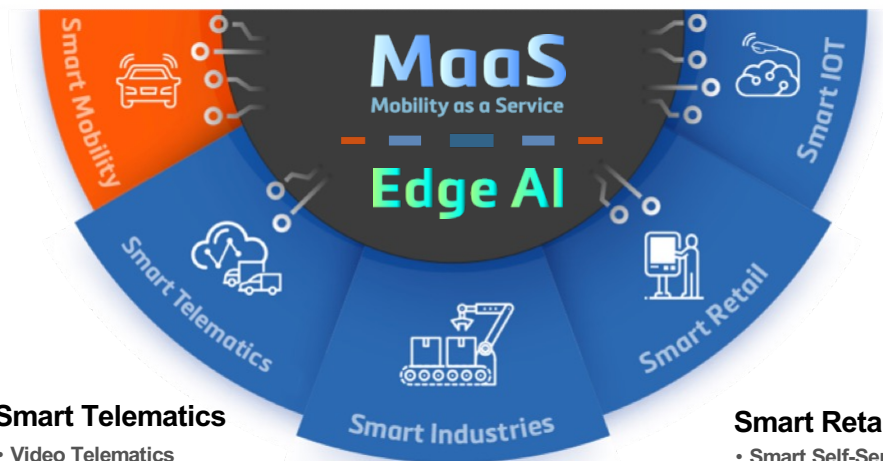 MaaS
Mobility as a Service
Edge AI
Smart Mobility
Smart IOT
Smart Telematics
Smart Retail
Smart Industries
Smart Telematics
• Video Telematics
Smart Reta
• Smart Self-Ser